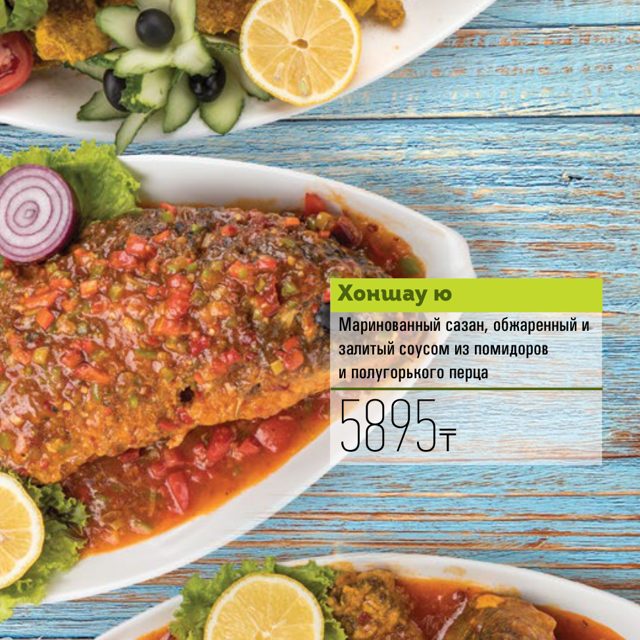 Хоншау ю
Маринованный сазан, обжаренный и
залитый соусом из помидоров
и полугорького перца
5895₸